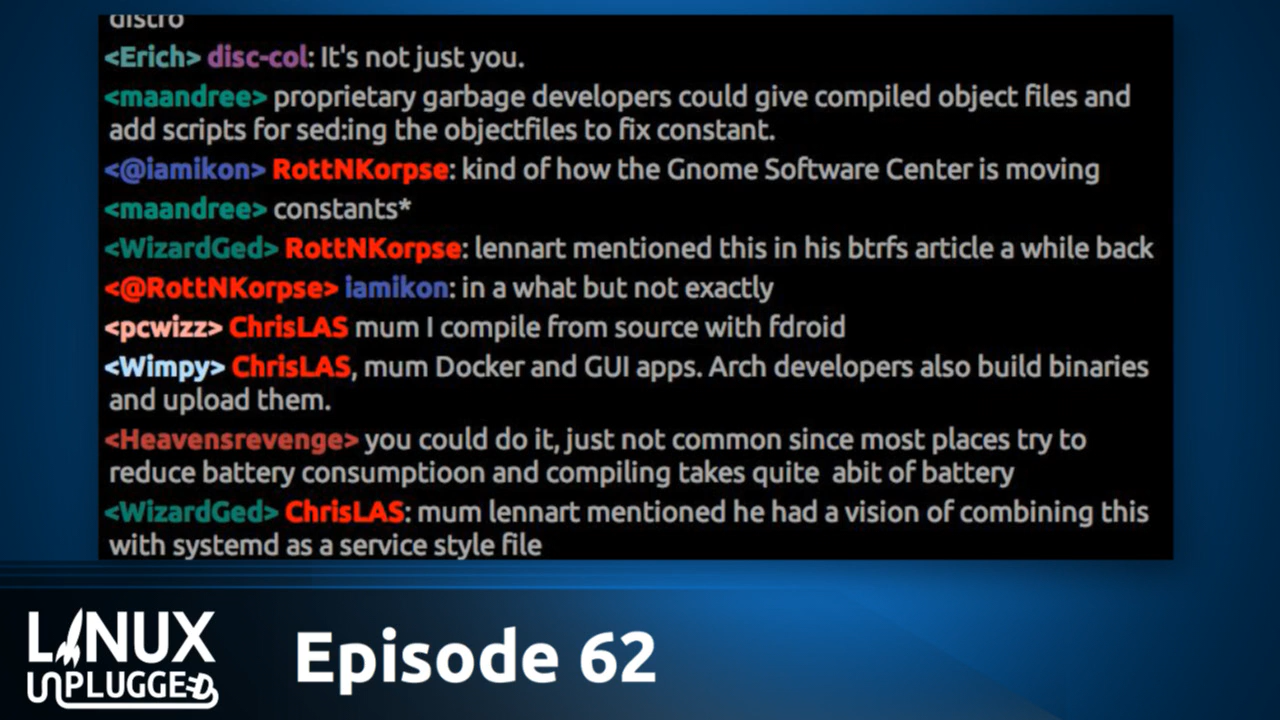 distro
<Erich> disc-col: It's not just you.
<maandree> proprietary garbage developers could give compiled object files and
add scripts for sed:ing the objectfiles to fix constant.
<@iamikon> RottNKorpse: kind of how the Gnome Software Center is moving
<maandree> constants*
<WizardGed> RottNKorpse: lennart mentioned this in his btrfs article a while back
<@RottNKorpse> iamikon: in a what but not exactly
<pcwizz> ChrisLAS mum I compile from source with fdroid
<Wimpy> ChrisLAS, mum Docker and GUI apps. Arch developers also build binaries
and upload them.
<Heavensrevenge> you could do it, just not common since most places try to
reduce battery consumptioon and compiling takes quite  abit of battery
<WizardGed> ChrisLAS: mum lennart mentioned he had a vision of combining this
with systemd as a service style file
LINUX
UNPLUGGED
Episode 62